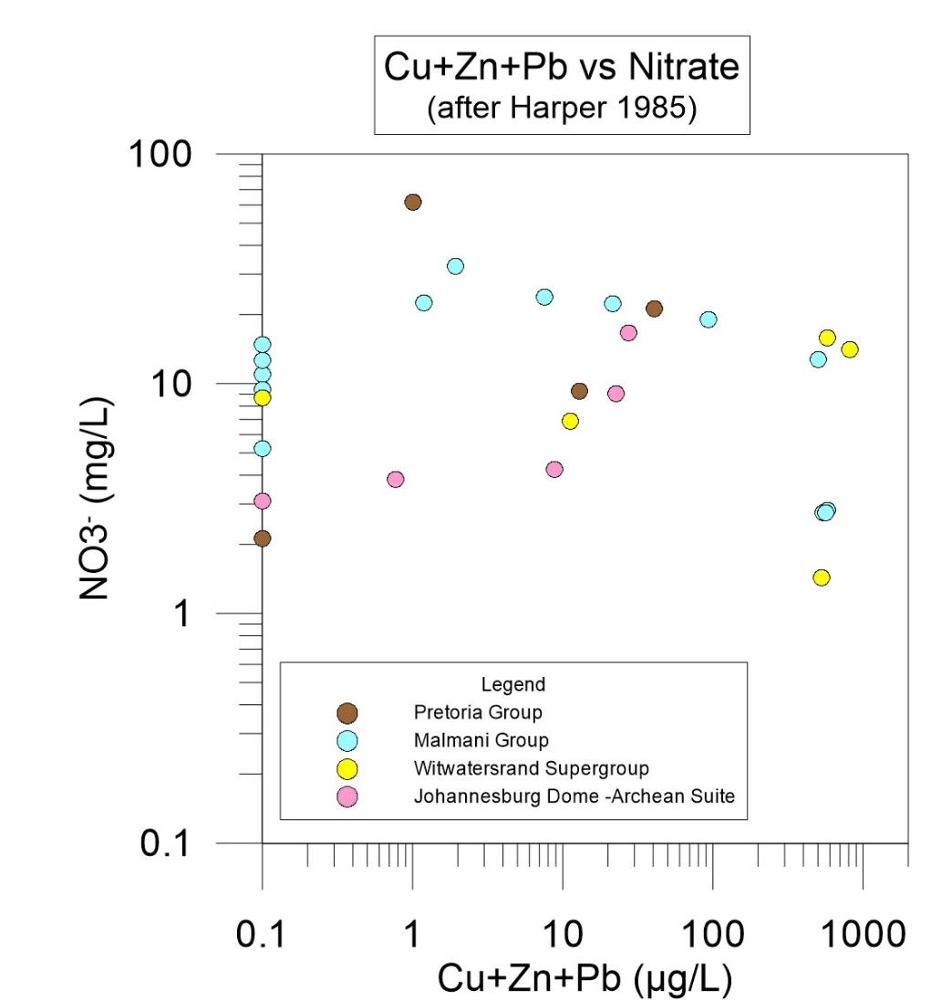 Cu+Zn+Pb vs Nitrate
(after Harper 1985)
100
10
1
0.1
NO3- (mg/L)
Legend
Pretoria Group
Malmani Group
Witwatersrand Supergroup
Johannesburg Dome -Archean Suite
0.1 1 10 100 1000
Cu+Zn+Pb (µg/L)